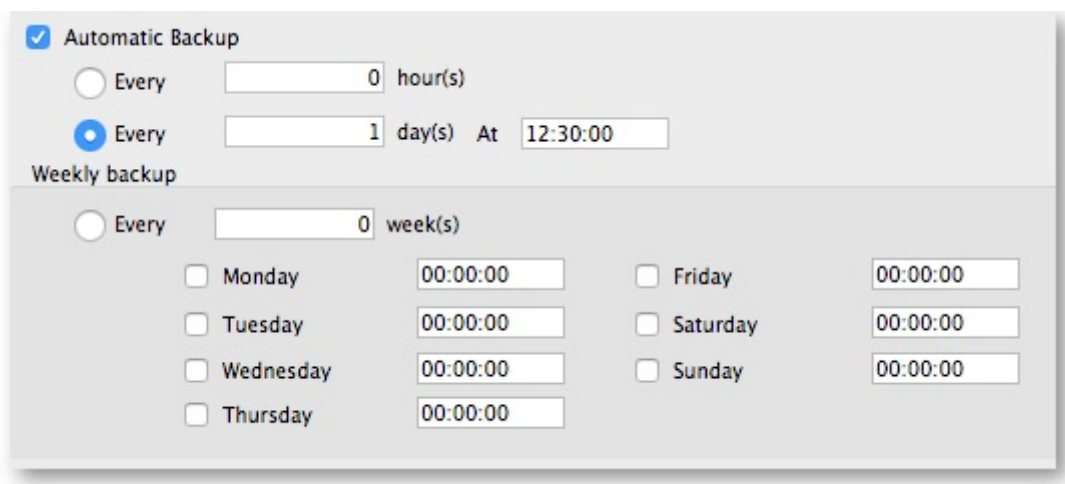 Automatic Backup
Every 0 hour(s)
Every 1 day(s) At 12:30:00
Weekly backup
Every 0 week(s)
Monday 00:00:00 Friday 00:00:00
Tuesday 00:00:00 Saturday 00:00:00
Wednesday 00:00:00 Sunday 00:00:00
Thursday 00:00:00